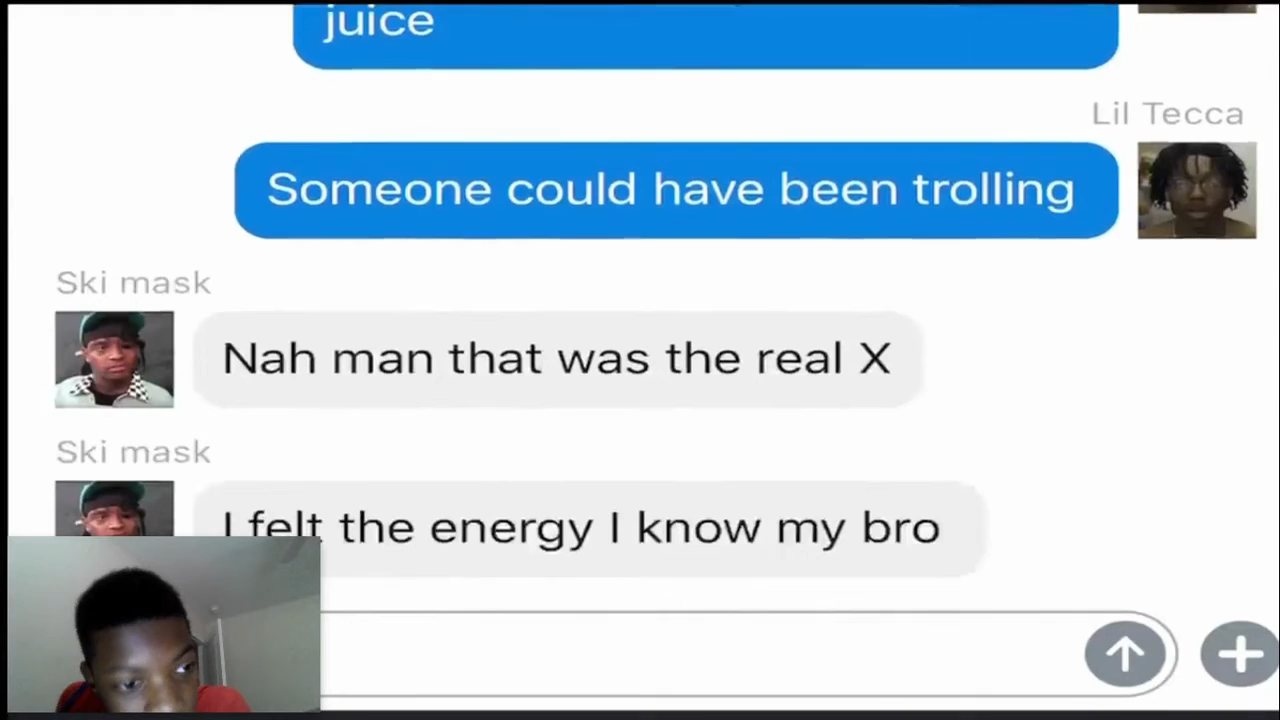 juice
Lil Tecca
Someone could have been trolling
Ski mask
Nah man that was the real X
Ski mask
I felt the energy I know my bro